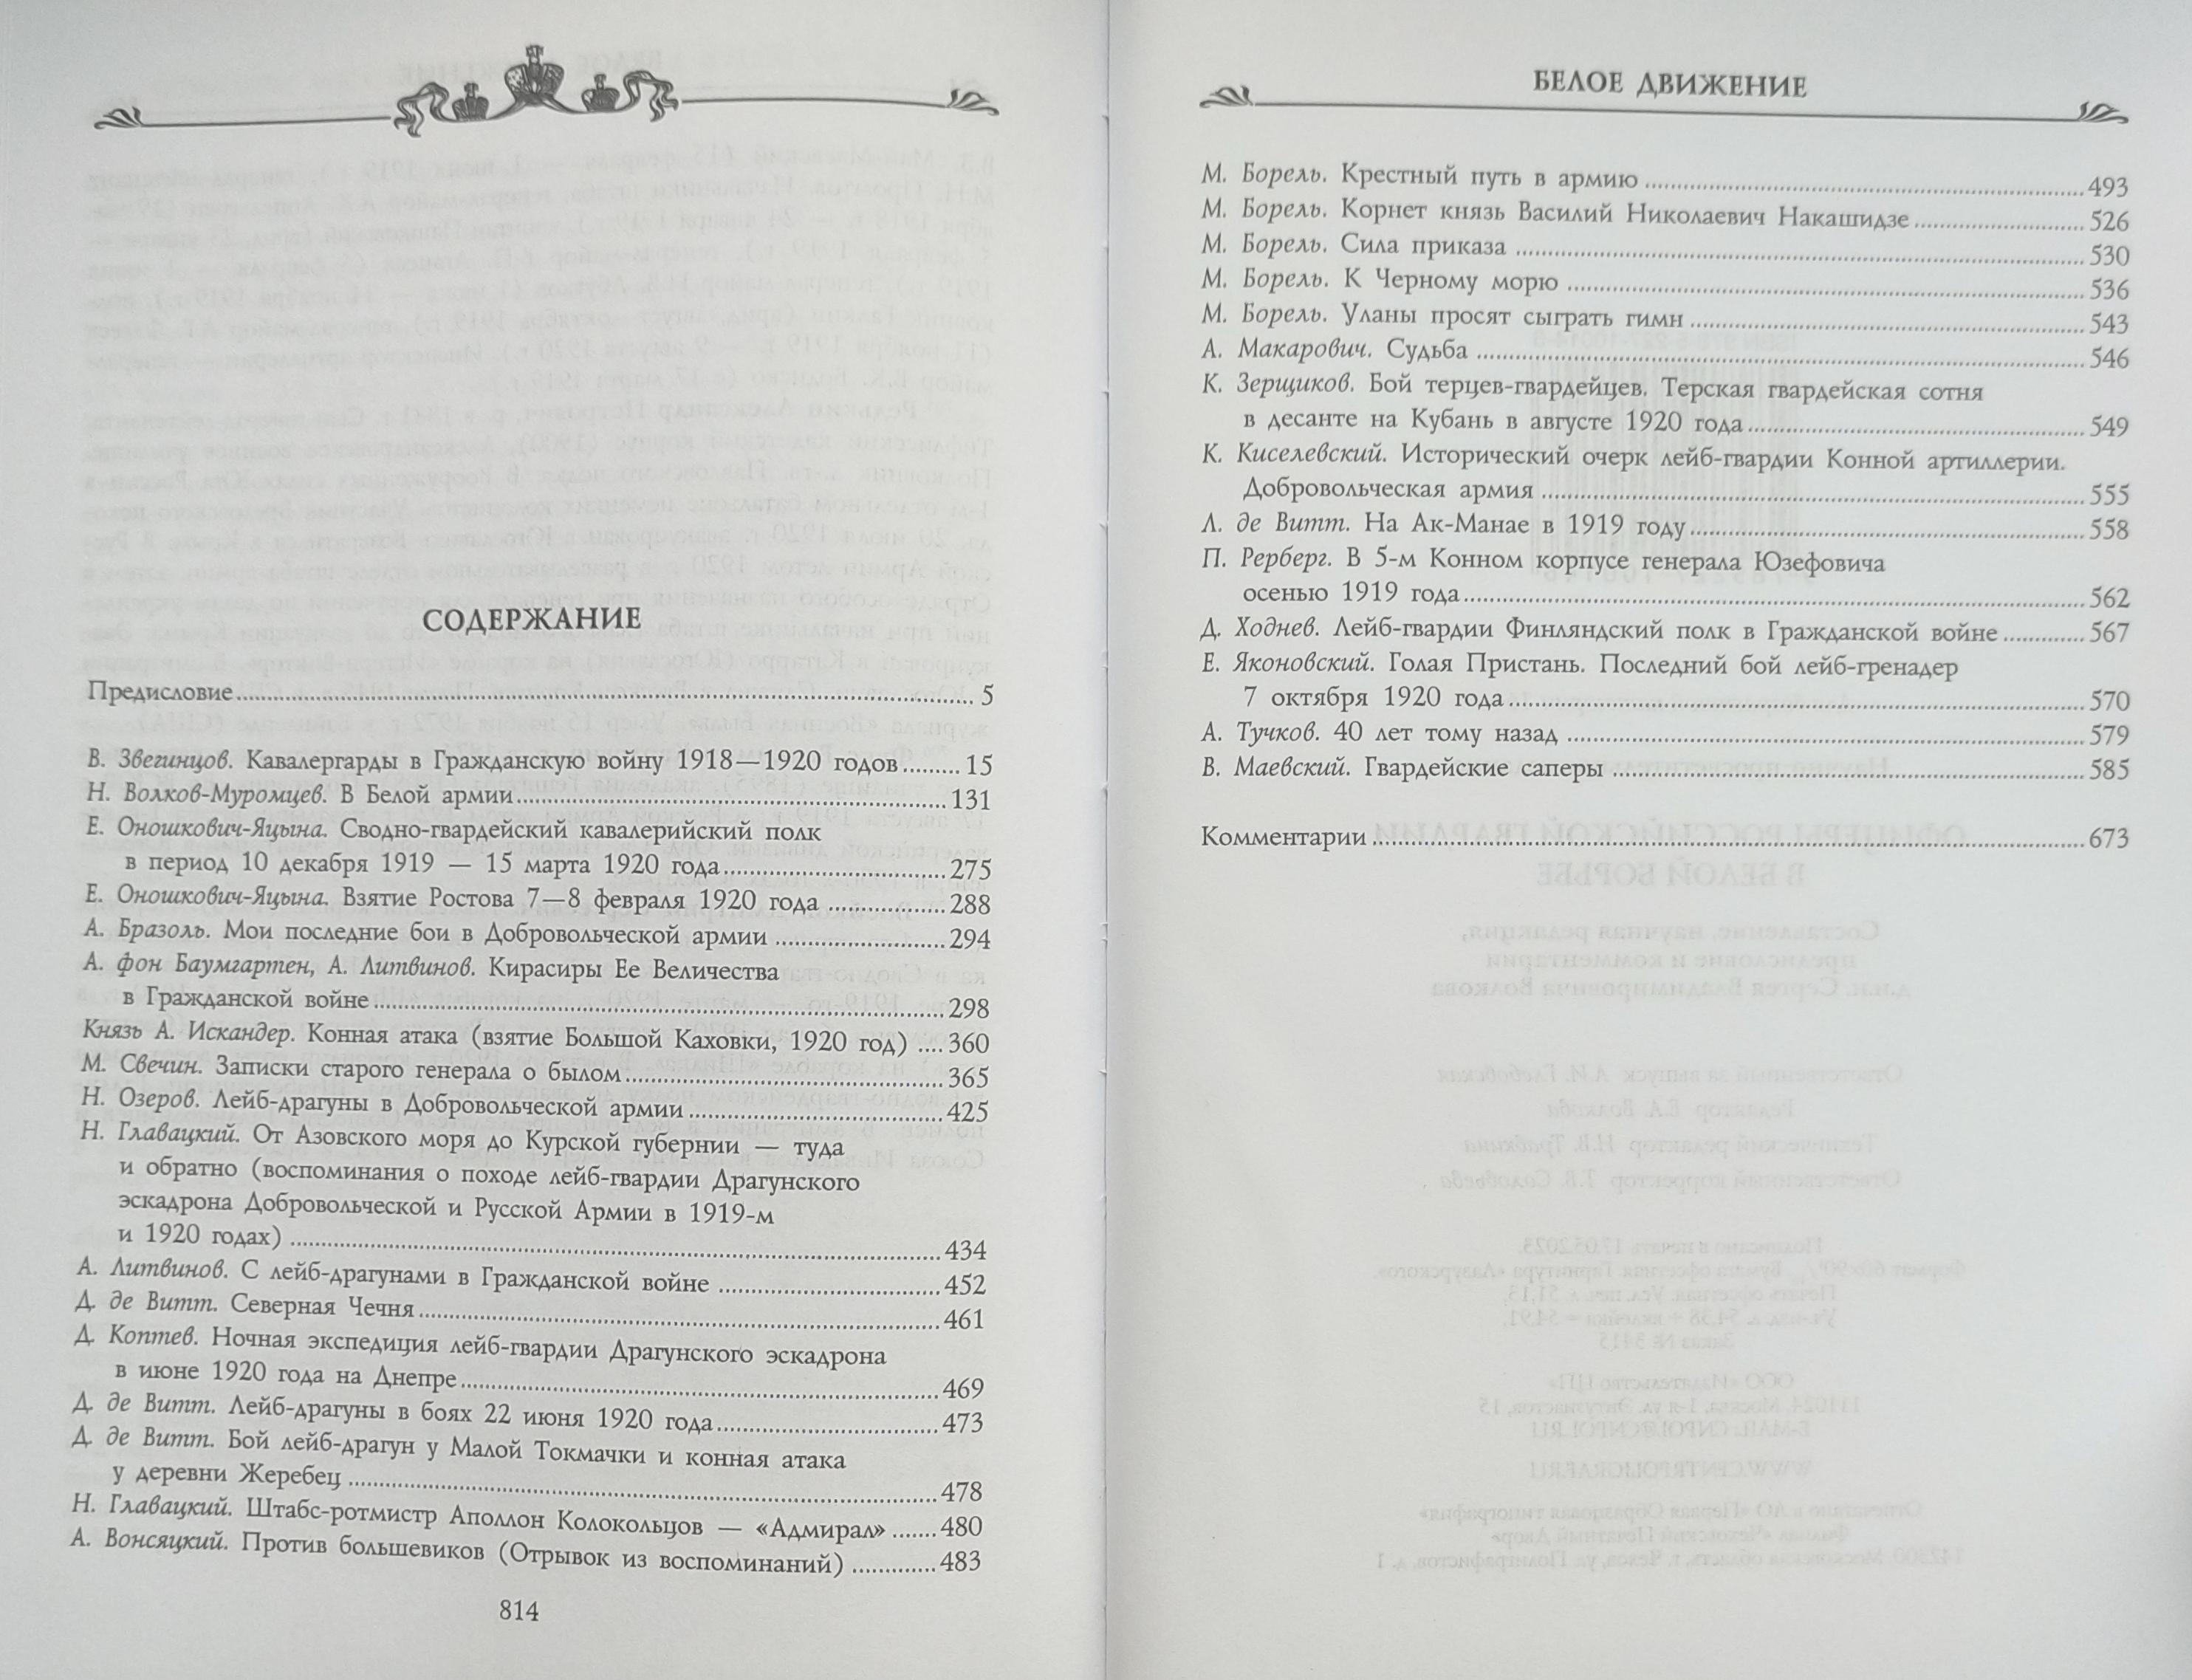 СОДЕРЖАНИЕ
Предисловие 5
В. Звегинцов. Кавалергарды в Гражданскую войну 1918—1920 годов 15
Н. Волков-Муромцев. В Белой армии 131
Е. Оношкович-Яцына. Сводно-гвардейский кавалерийский полк
в период 10 декабря 1919 — 15 марта 1920 года 275
Е. Оношкович-Яцына. Взятие Ростова 7—8 февраля 1920 года 288
А. Бразоль. Мои последние бои в Добровольческой армии 294
А. фон Баумгартен, А. Литвинов. Кирасиры Ее Величества
в Гражданской войне 298
Князь А. Искандер. Конная атака (взятие Большой Каховки, 1920 год) 360
М. Свечин. Записки старого генерала о былом 365
Н. Озеров. Лейб-драгуны в Добровольческой армии 425
Н. Главацкий. От Азовского моря до Курской губернии — туда
и обратно (воспоминания о походе лейб-гвардии Драгунского
эскадрона Добровольческой и Русской Армии в 1919-м
и 1920 годах) 434
А. Литвинов. С лейб-драгунами в Гражданской войне 452
Д. де Витт. Северная Чечня 461
Д. Коптев. Ночная экспедиция лейб-гвардии Драгунского эскадрона
в июне 1920 года на Днепре 469
Д. де Витт. Лейб-драгуны в боях 22 июня 1920 года 473
Д. де Витт. Бой лейб-драгун у Малой Токмачки и конная атака
у деревни Жеребец 478
Н. Главацкий. Штабс-ротмистр Аполлон Колокольцов — «Адмирал» 480
А. Вонсяцкий. Против большевиков (Отрывок из воспоминаний) 483
814
БЕЛОЕ ДВИЖЕНИЕ
М. Борель. Крестный путь в армию 493
М. Борель. Корнет князь Василий Николаевич Накашидзе 526
М. Борель. Сила приказа 530
М. Борель. К Черному морю 536
М. Борель. Уланы просят сыграть гимн 543
А. Макарович. Судьба 546
К. Зерщиков. Бой терцев-гвардейцев. Терская гвардейская сотня
в десанте на Кубань в августе 1920 года 549
К. Киселевский. Исторический очерк лейб-гвардии Конной артиллерии.
Добровольческая армия 555
Л. де Витт. На Ак-Манае в 1919 году 558
П. Рерберг. В 5-м Конном корпусе генерала Юзефовича
осенью 1919 года 562
Д. Ходнев. Лейб-гвардии Финляндский полк в Гражданской войне 567
Е. Яконовский. Голая Пристань. Последний бой лейб-гренадер
7 октября 1920 года 570
А. Тучков. 40 лет тому назад 579
В. Маевский. Гвардейские саперы 585
Комментарии 673